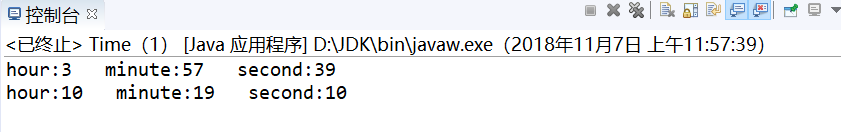 控制台
<已终止> Time (1) [Java 应用程序] D:\JDK\bin\javaw.exe (2018年11月7日 上午11:57:39)
hour:3   minute:57   second:39
hour:10   minute:19   second:10